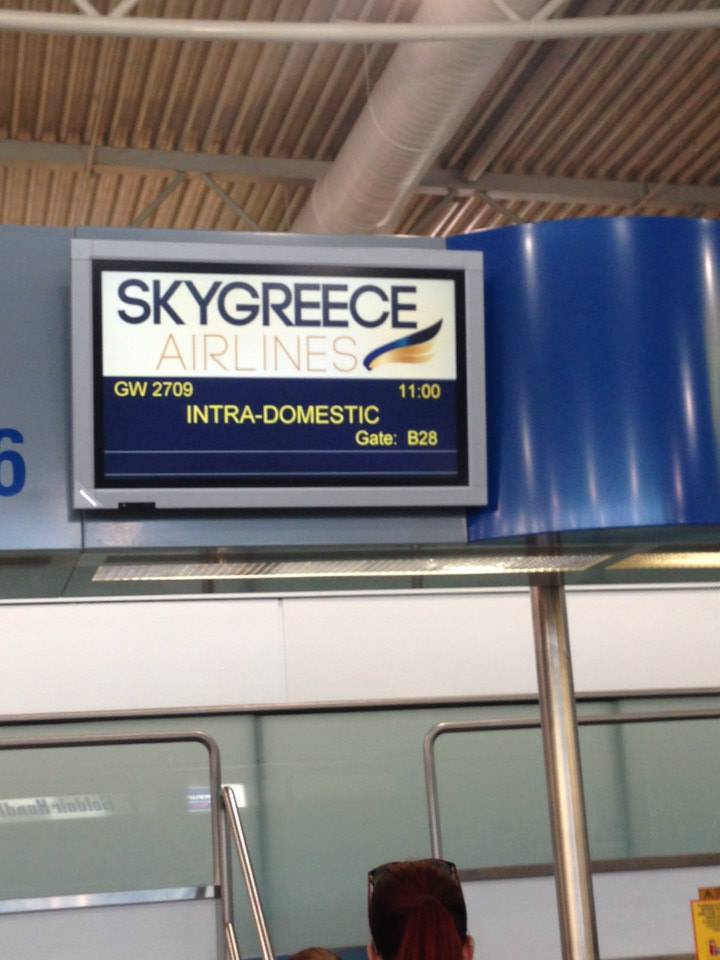 SKYGREECE
AIRLINES
GW 2709 11:00
INTRA-DOMESTIC
Gate: B28
6